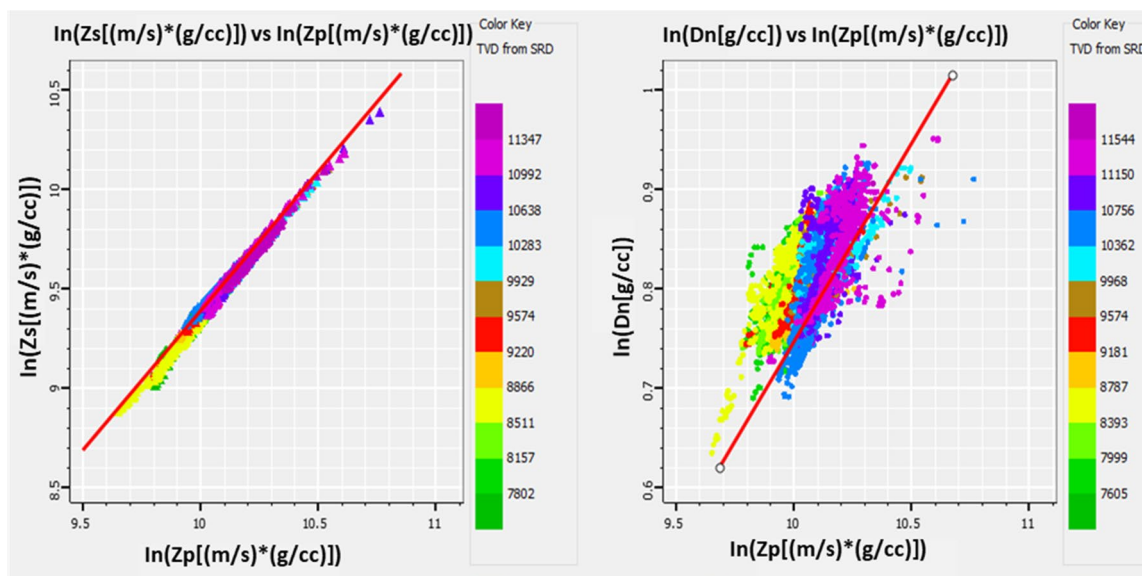 ln(Zs[(m/s)*(g/cc)]) vs ln(Zp[(m/s)*(g/cc)])
Color Key
TVD from SRD
ln(Zs[(m/s)*(g/cc)])
10.5
10
9.5
9
8.5
9.5 10 10.5 11
ln(Zp[(m/s)*(g/cc)])
11347
10992
10638
10283
9929
9574
9220
8866
8511
8157
7802
ln(Dn[g/cc]) vs ln(Zp[(m/s)*(g/cc)])
Color Key
TVD from SRD
ln(Dn[g/cc])
1
0.9
0.8
0.7
0.6
9.5 10 10.5 11
ln(Zp[(m/s)*(g/cc)])
11544
11150
10756
10362
9968
9574
9181
8787
8393
7999
7605